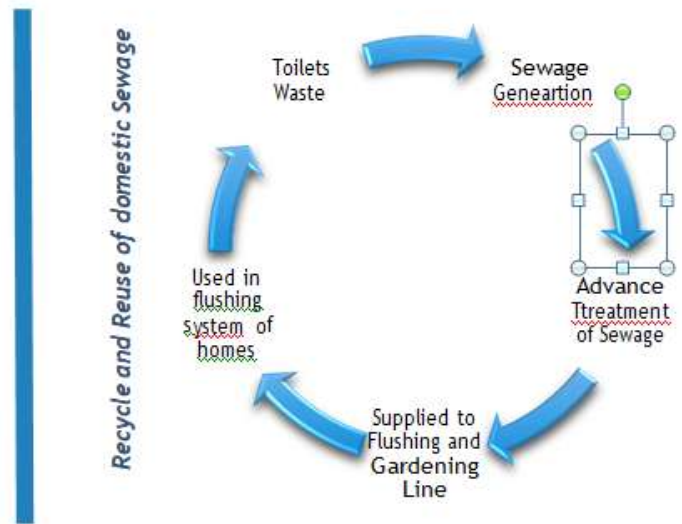 Recycle and Reuse of domestic Sewage
Toilets
Waste
Sewage
Geneartion
Advance
Ttreatment
of Sewage
Supplied to
Flushing and
Gardening
Line
Used in
flushing
system of
homes